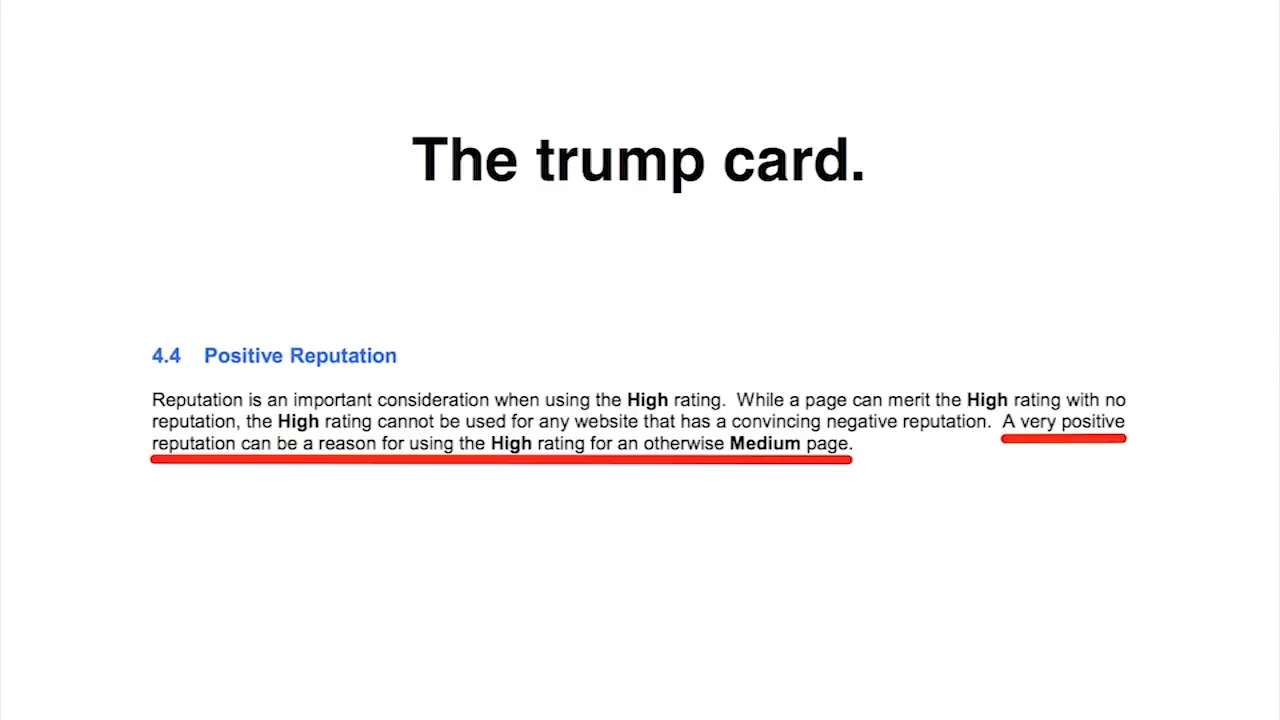 The trump card.
4.4 Positive Reputation
Reputation is an important consideration when using the High rating.  While a page can merit the High rating with no
reputation, the High rating cannot be used for any website that has a convincing negative reputation.  A very positive
reputation can be a reason for using the High rating for an otherwise Medium page.